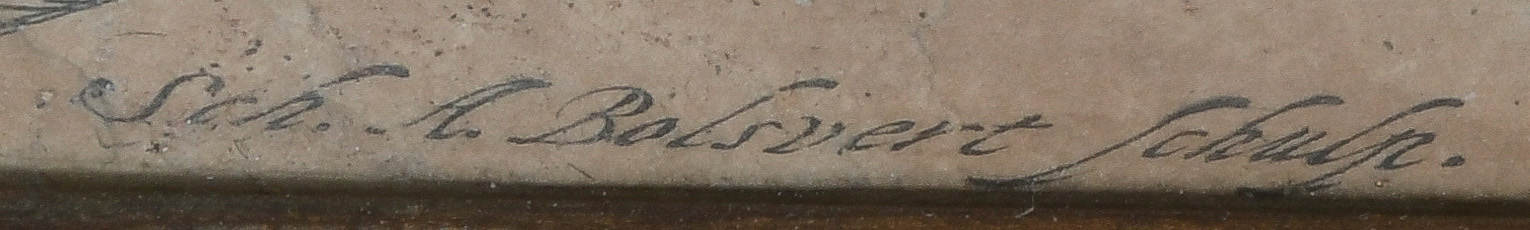 Sch. A. Bolsvert Schulp.